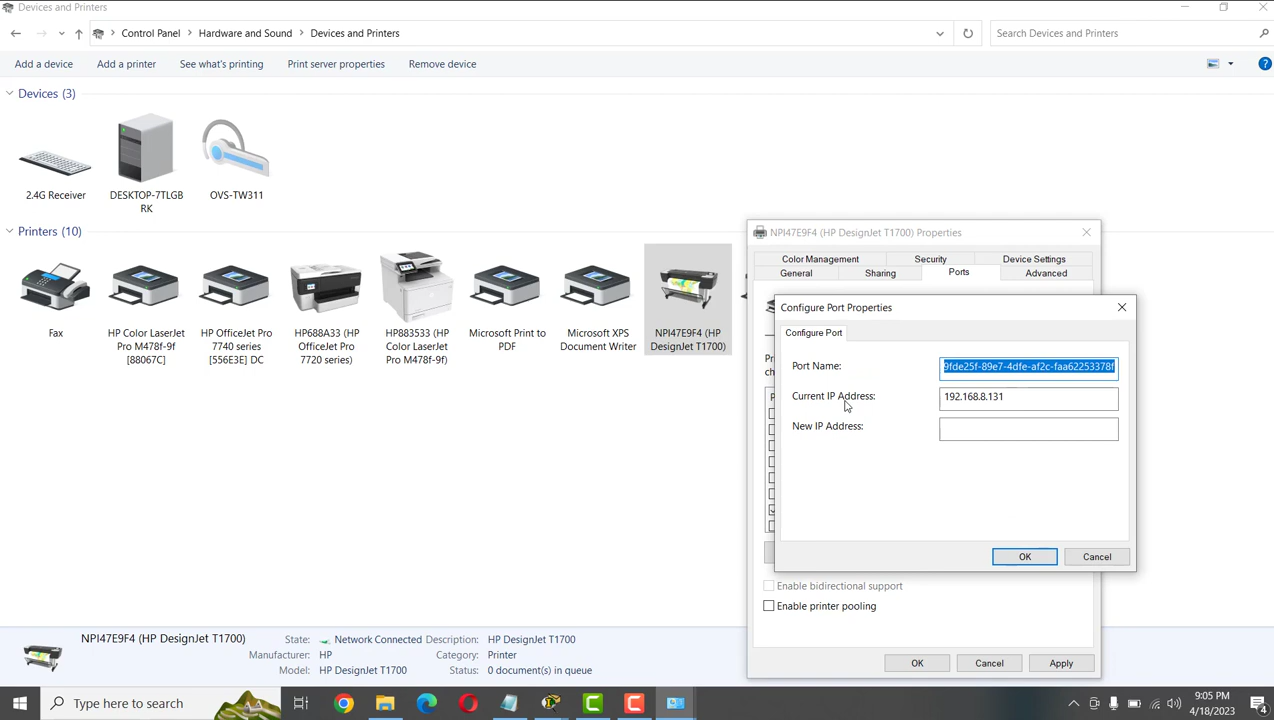 Devices and Printers
Control Panel Hardware and Sound Devices and Printers
Search Devices and Printers
Add a device Add a printer See what's printing Print server properties Remove device
Devices (3)
2.4G Receiver
DESKTOP-7TLGB
RK
OVS-TW311
Printers (10)
Fax
HP Color LaserJet
Pro M478f-9f
[88067C]
HP OfficeJet Pro
7740 series
[556E3E] DC
HP688A33 (HP
OfficeJet Pro
7720 series)
HP883533 (HP
Color LaserJet
Pro M478f-9f)
Microsoft Print to
PDF
Microsoft XPS
Document Writer
NPI47E9F4 (HP
DesignJet T1700)
NPI47E9F4 (HP DesignJet T1700) Properties
Color Management Security Device Settings
General Sharing Ports Advanced
Configure Port Properties
Configure Port
Port Name: 9fde25f-89e7-4dfe-af2c-faa62253378f
Current IP Address: 192.168.8.131
New IP Address:
OK Cancel
Enable bidirectional support
Enable printer pooling
OK Cancel Apply
NPI47E9F4 (HP DesignJet T1700) State: Network Connected Description: HP DesignJet T1700
Manufacturer: HP Category: Printer
Model: HP DesignJet T1700 Status: 0 document(s) in queue
Type here to search
9:05 PM
4/18/2023
4